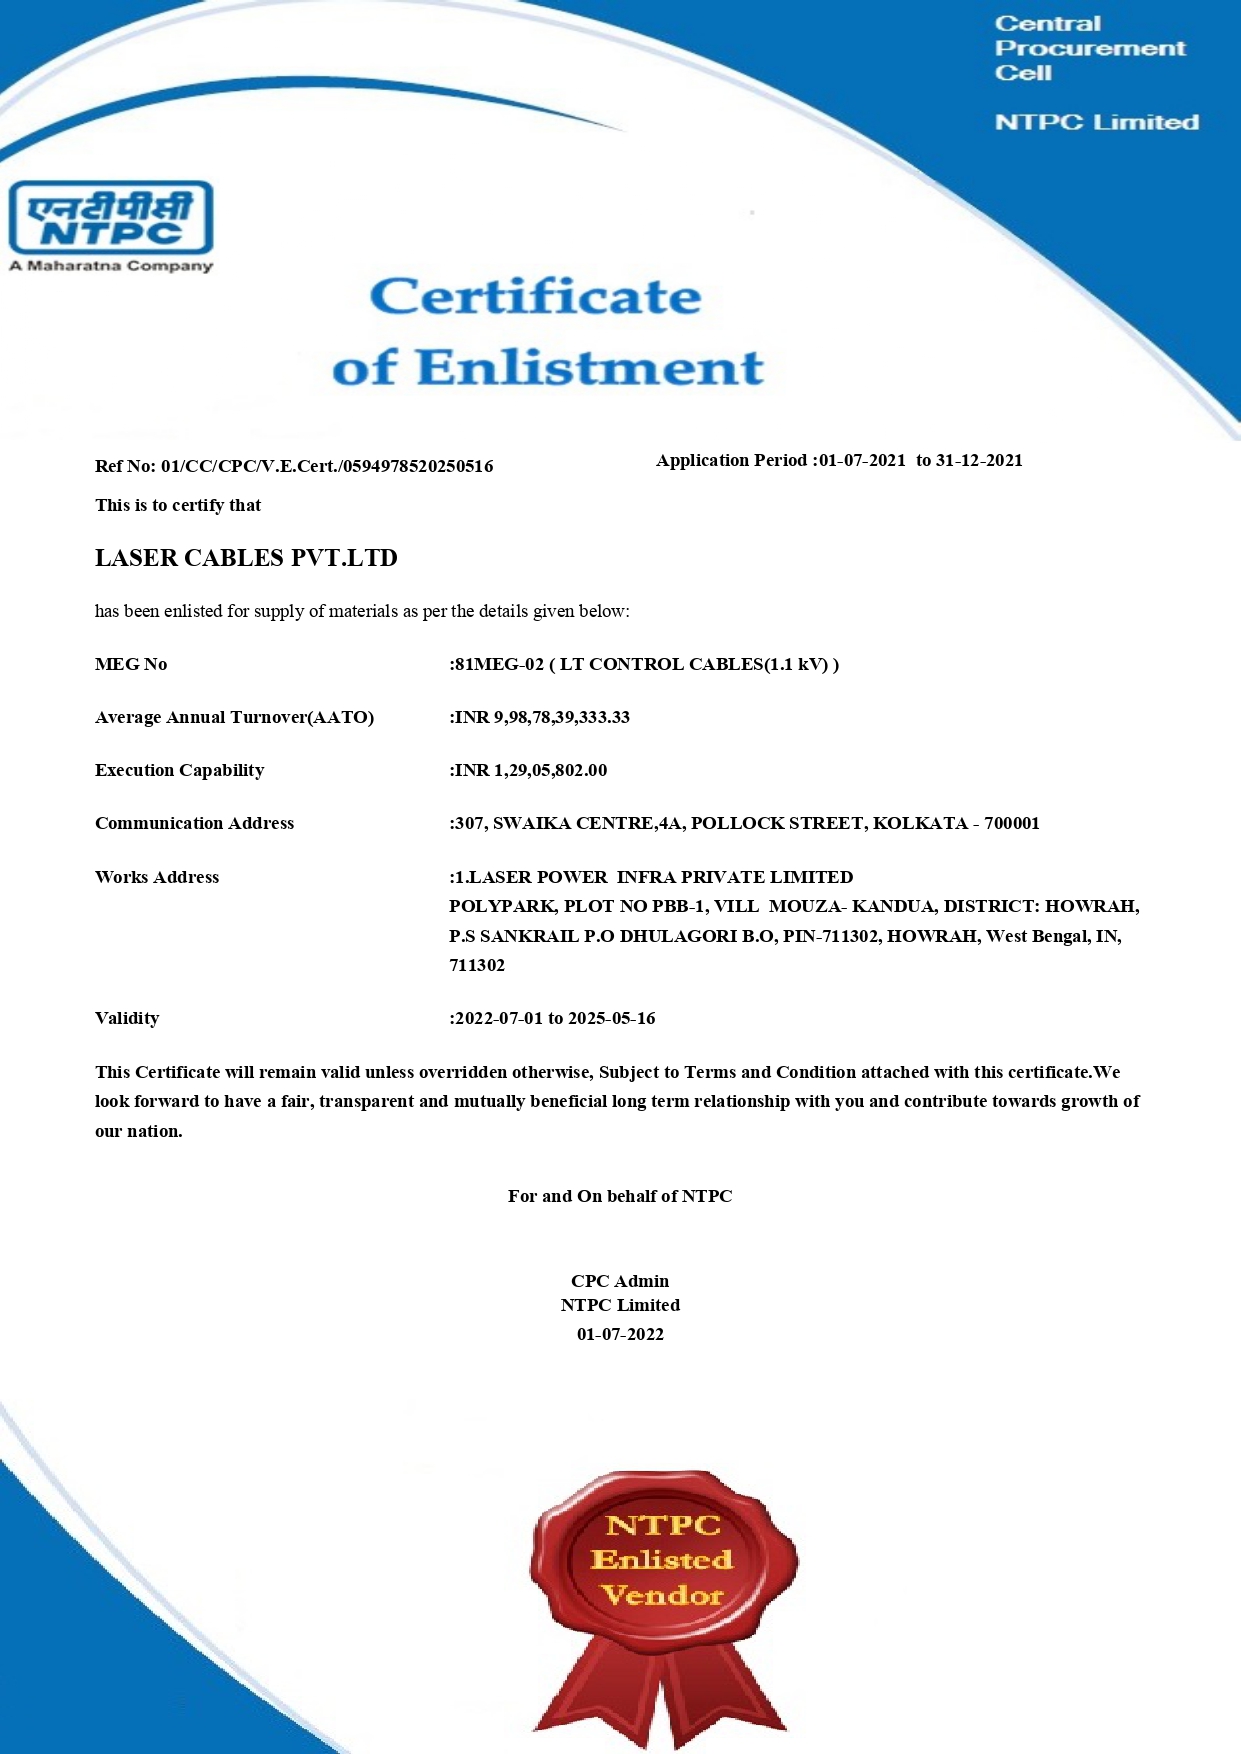 Central
Procurement
Cell
NTPC Limited
एनटीपीसी
NTPC
A Maharatna Company
Certificate
of Enlistment
Ref No: 01/CC/CPC/V.E.Cert./0594978520250516 Application Period :01-07-2021 to 31-12-2021
This is to certify that
LASER CABLES PVT.LTD
has been enlisted for supply of materials as per the details given below:
MEG No :81MEG-02 ( LT CONTROL CABLES(1.1 kV) )
Average Annual Turnover(AATO) :INR 9,98,78,39,333.33
Execution Capability :INR 1,29,05,802.00
Communication Address :307, SWAIKA CENTRE,4A, POLLOCK STREET, KOLKATA - 700001
Works Address :1.LASER POWER INFRA PRIVATE LIMITED
POLYPARK, PLOT NO PBB-1, VILL MOUZA- KANDUA, DISTRICT: HOWRAH,
P.S SANKRAIL P.O DHULAGORI B.O, PIN-711302, HOWRAH, West Bengal, IN,
711302
Validity :2022-07-01 to 2025-05-16
This Certificate will remain valid unless overridden otherwise, Subject to Terms and Condition attached with this certificate.We
look forward to have a fair, transparent and mutually beneficial long term relationship with you and contribute towards growth of
our nation.
For and On behalf of NTPC
CPC Admin
NTPC Limited
01-07-2022
NTPC
Enlisted
Vendor